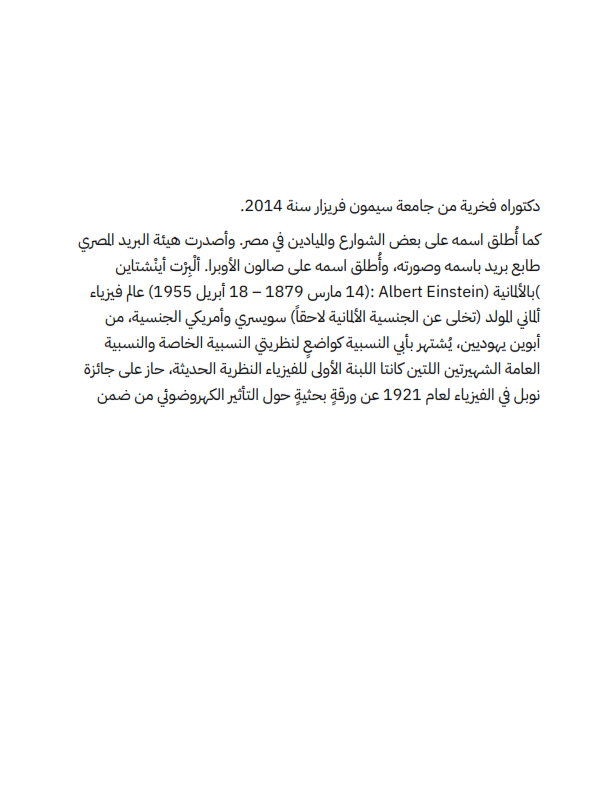 دكتوراه فخرية من جامعة سيمون فريزار سنة 2014.
كما أُطلق اسمه على بعض الشوارع والميادين في مصر. وأصدرت هيئة البريد المصري
طابع بريد باسمه وصورته، وأُطلق اسمه على صالون الأوبرا. ألْبِرْت أينْشتاين
)بالألمانية (Albert Einstein :(14 مارس 1879 – 18 أبريل 1955) عالم فيزياء
ألماني المولد (تخلى عن الجنسية الألمانية لاحقاً) سويسري وأمريكي الجنسية، من
أبوين يهوديين، يُشتهر بأبي النسبية كواضعٍ لنظريتي النسبية الخاصة والنسبية
العامة الشهيرتين اللتين كانتا اللبنة الأولى للفيزياء النظرية الحديثة، حاز على جائزة
نوبل في الفيزياء لعام 1921 عن ورقةٍ بحثيةٍ حول التأثير الكهروضوئي من ضمن